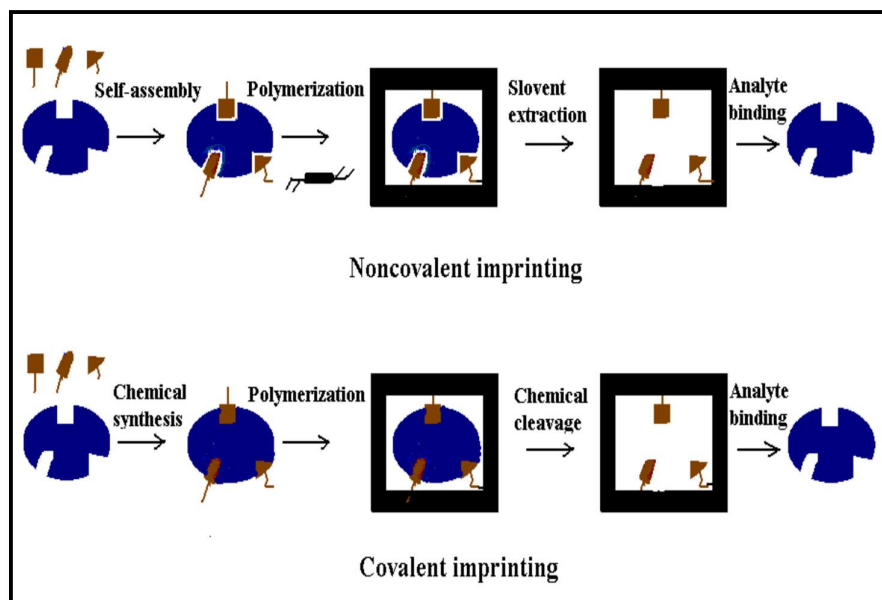 Self-assembly
Polymerization
Slovent
extraction
Analyte
binding
Noncovalent imprinting
Chemical
synthesis
Polymerization
Chemical
cleavage
Analyte
binding
Covalent imprinting